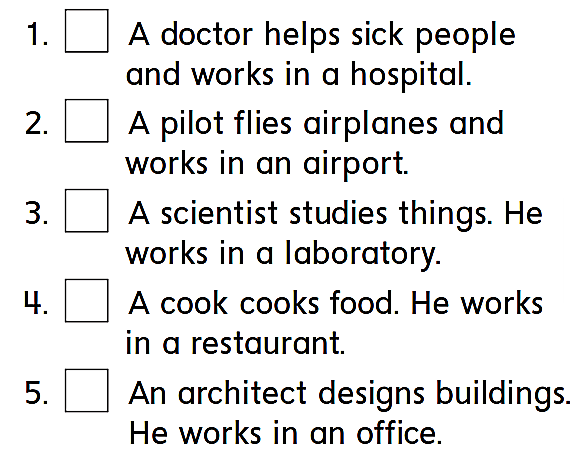 1. A doctor helps sick people
and works in a hospital.
2. A pilot flies airplanes and
works in an airport.
3. A scientist studies things. He
works in a laboratory.
4. A cook cooks food. He works
in a restaurant.
5. An architect designs buildings.
He works in an office.